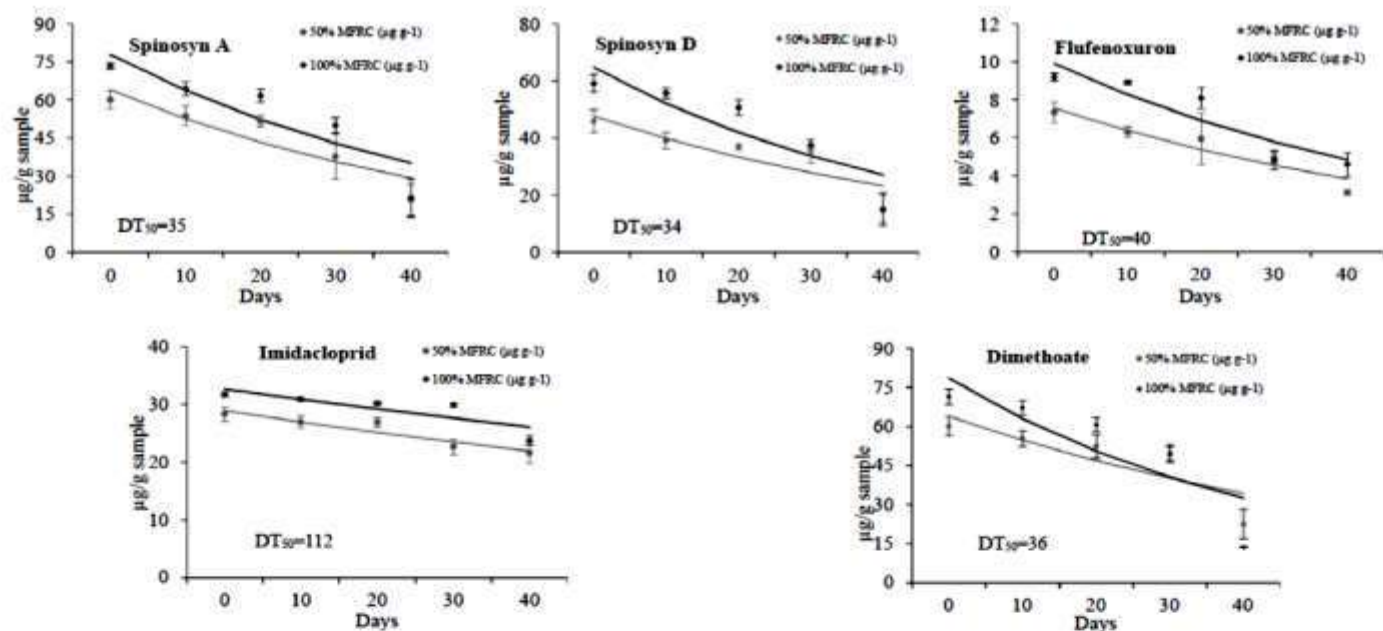 Spinosyn A
50% MFRC (µg g-1)
100% MFRC (µg g-1)
µg/g sample
90
75
60
45
30
15
0
DT₅₀=35
0 10 20 30 40
Days
Spinosyn D
50% MFRC (µg g-1)
100% MFRC (µg g-1)
µg/g sample
80
60
40
20
0
DT₅₀=34
0 10 20 30 40
Days
Flufenoxuron
50% MFRC (µg g-1)
100% MFRC (µg g-1)
µg/g sample
12
10
8
6
4
2
0
DT₅₀=40
0 10 20 30 40
Days
Imidacloprid
50% MFRC (µg g-1)
100% MFRC (µg g-1)
µg/g sample
40
30
20
10
0
DT₅₀=112
0 10 20 30 40
Days
Dimethoate
50% MFRC (µg g-1)
100% MFRC (µg g-1)
µg/g sample
90
75
60
45
30
15
0
DT₅₀=36
0 10 20 30 40
Days